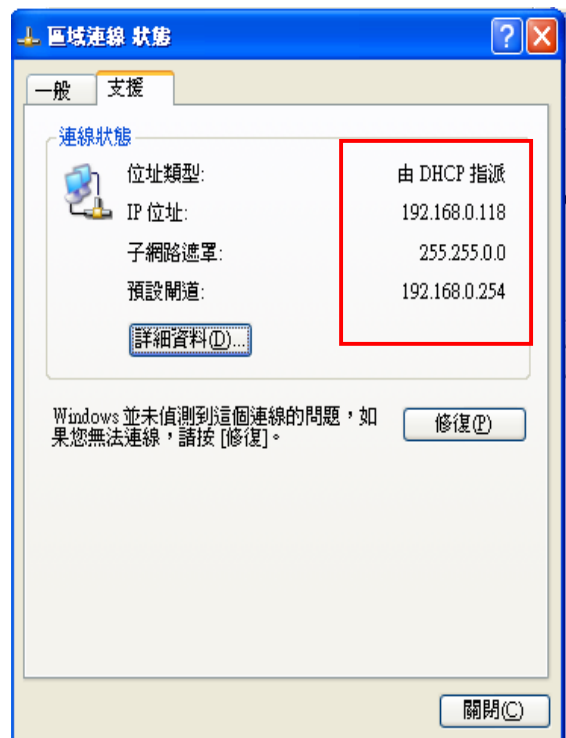 區域連線 狀態
一般
支援
連線狀態
位址類型: 由 DHCP 指派
IP 位址: 192.168.0.118
子網路遮罩: 255.255.0.0
預設閘道: 192.168.0.254
詳細資料(D)...
Windows 並未偵測到這個連線的問題，如
果您無法連線，請按 [修復]。
修復(P)
關閉(C)